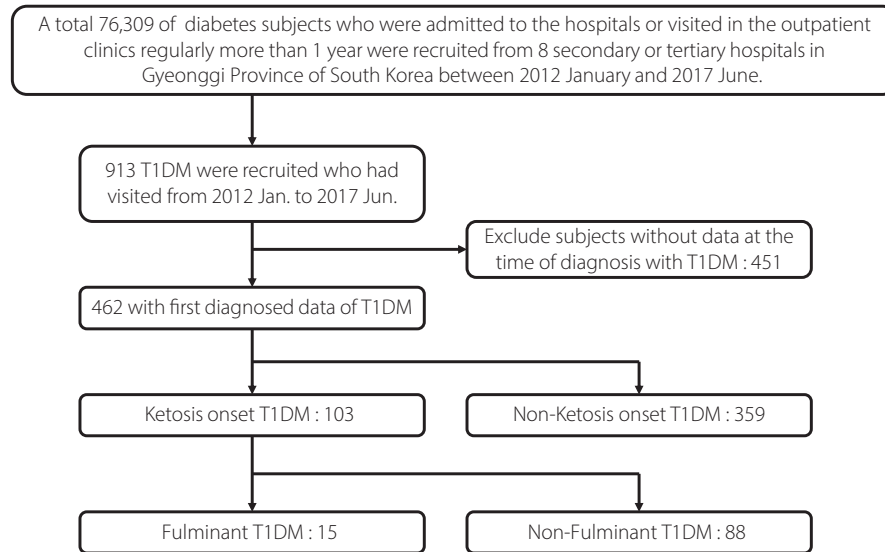 A total 76,309 of diabetes subjects who were admitted to the hospitals or visited in the outpatient
clinics regularly more than 1 year were recruited from 8 secondary or tertiary hospitals in
Gyeonggi Province of South Korea between 2012 January and 2017 June.
913 T1DM were recruited who had
visited from 2012 Jan. to 2017 Jun.
Exclude subjects without data at the
time of diagnosis with T1DM : 451
462 with first diagnosed data of T1DM
Ketosis onset T1DM : 103
Non-Ketosis onset T1DM : 359
Fulminant T1DM : 15
Non-Fulminant T1DM : 88